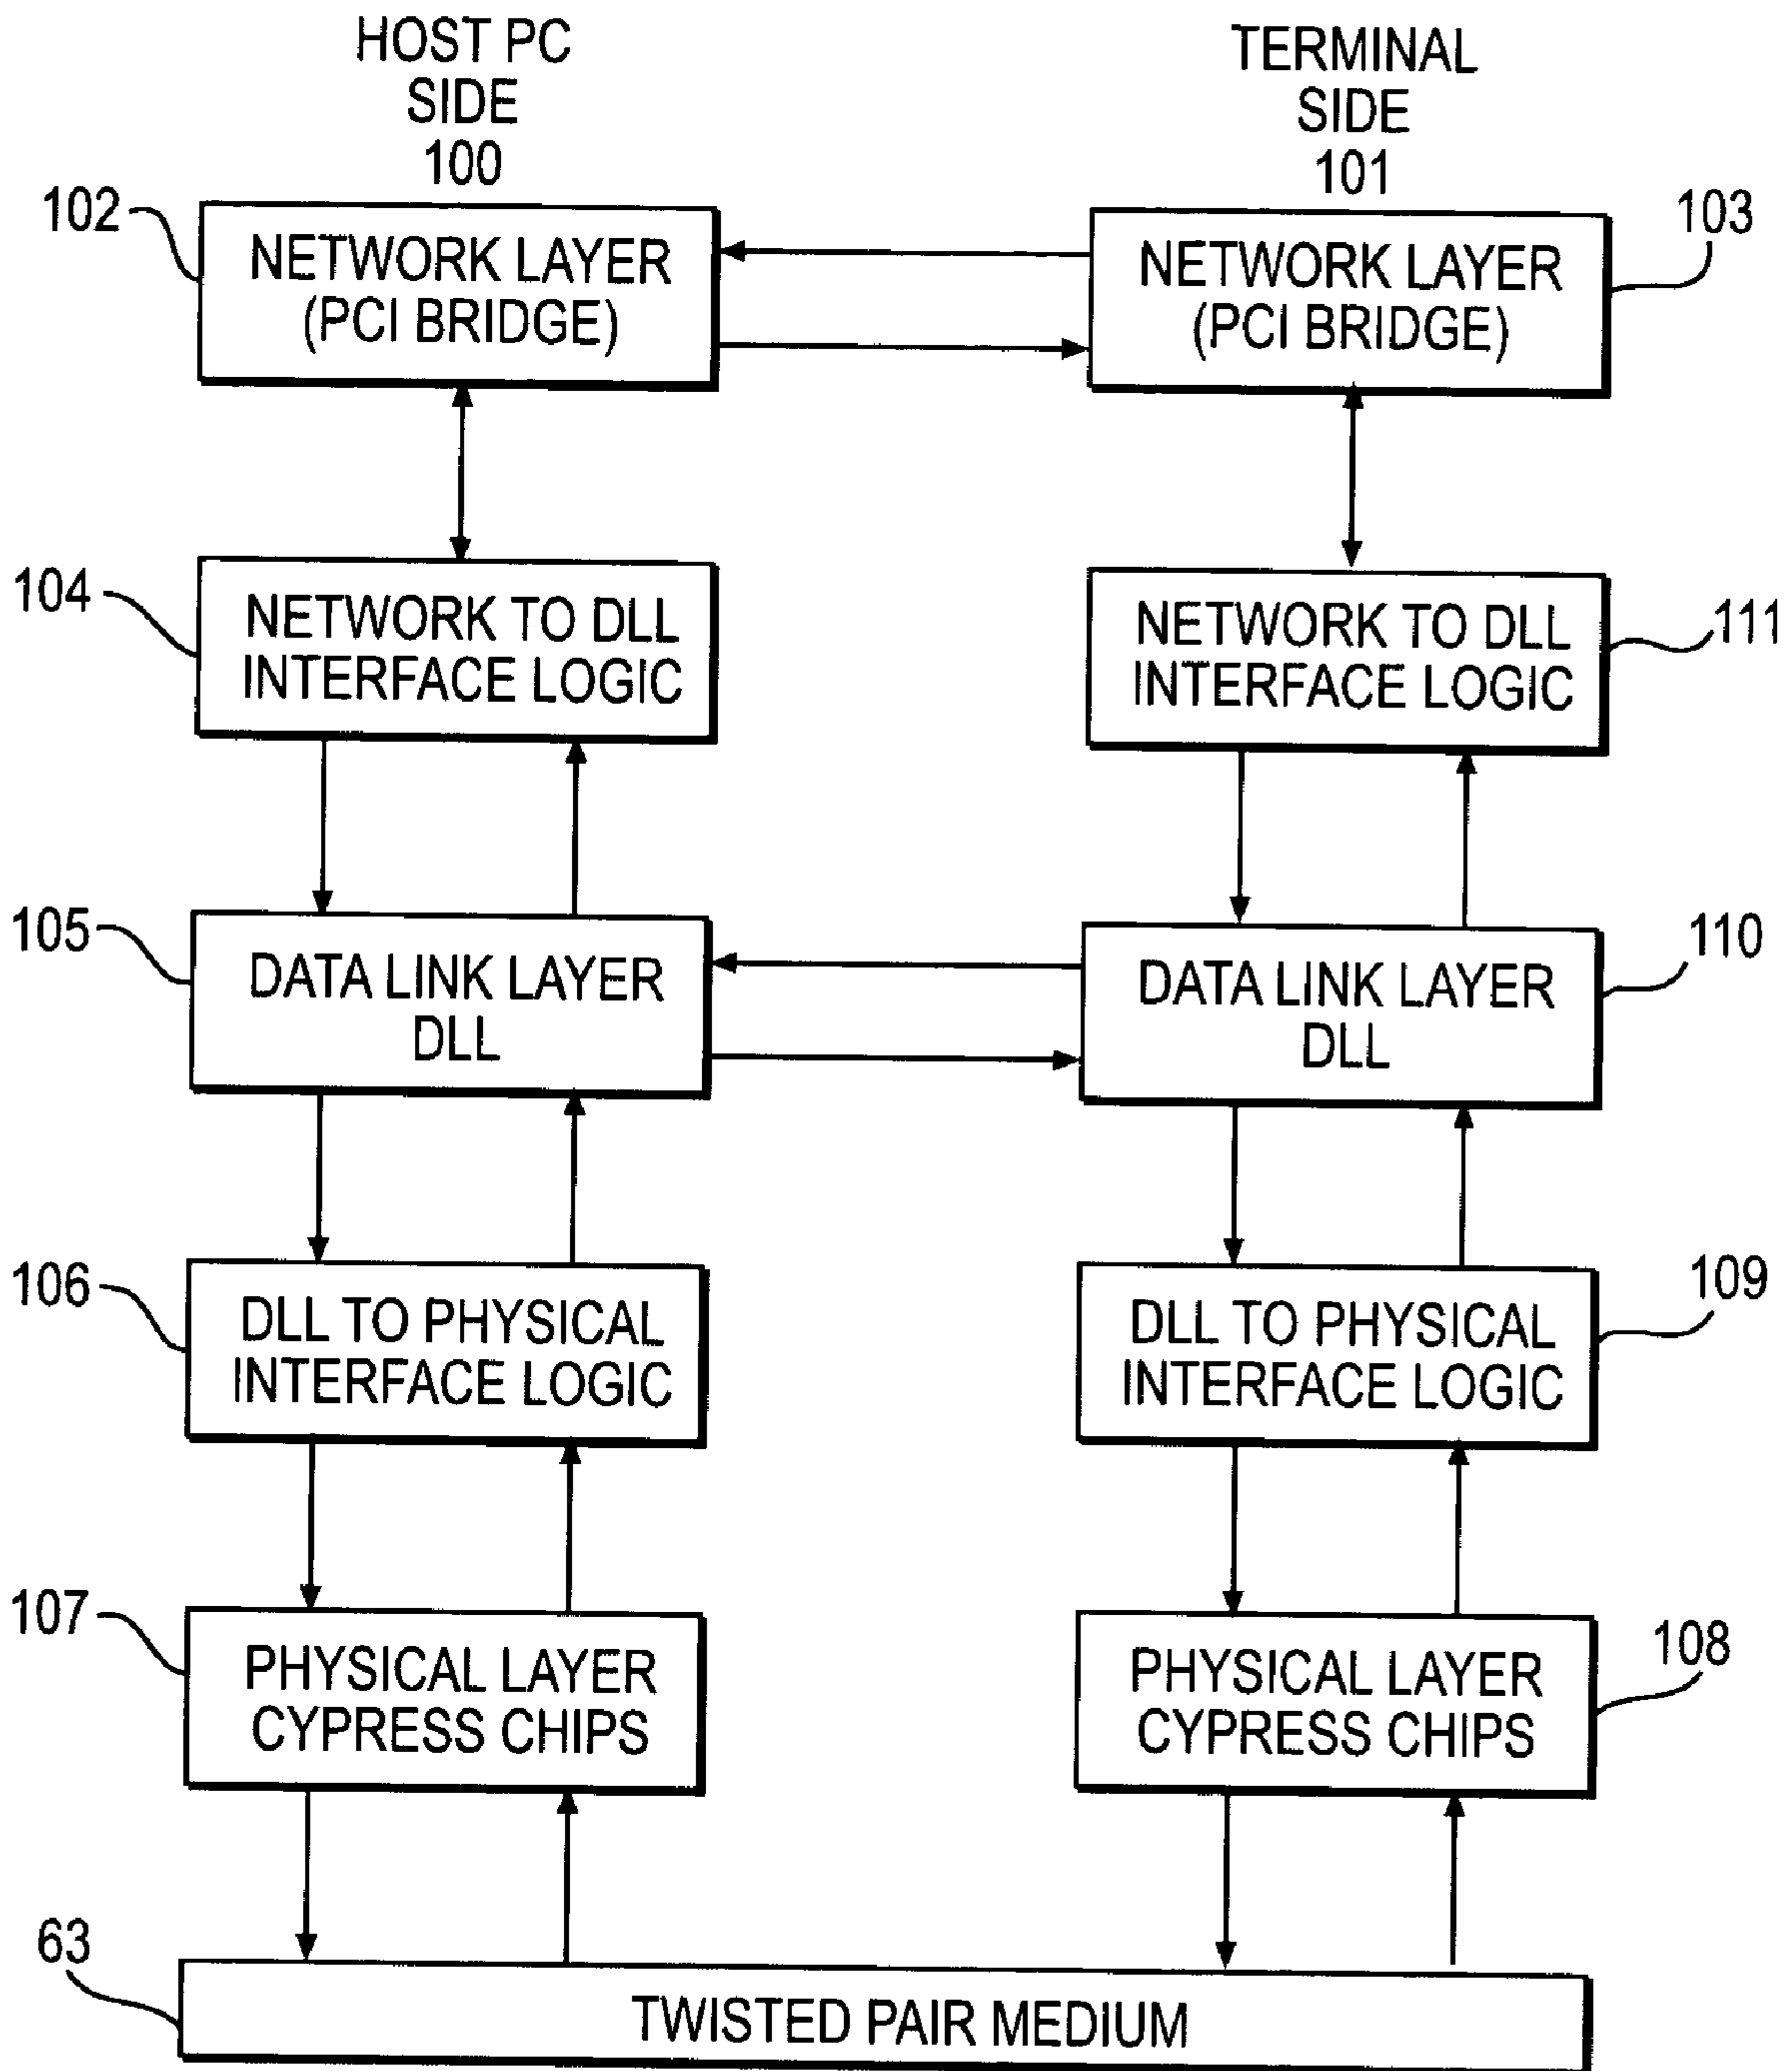 HOST PC
SIDE
100
TERMINAL
SIDE
101
102
NETWORK LAYER
(PCI BRIDGE)
NETWORK LAYER
(PCI BRIDGE)
103
104
NETWORK TO DLL
INTERFACE LOGIC
NETWORK TO DLL
INTERFACE LOGIC
111
105
DATA LINK LAYER
DLL
DATA LINK LAYER
DLL
110
106
DLL TO PHYSICAL
INTERFACE LOGIC
DLL TO PHYSICAL
INTERFACE LOGIC
109
107
PHYSICAL LAYER
CYPRESS CHIPS
PHYSICAL LAYER
CYPRESS CHIPS
108
63
TWISTED PAIR MEDIUM